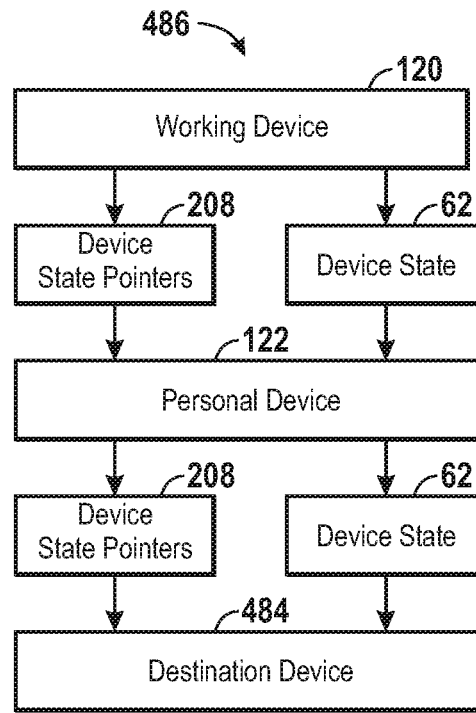 486
120
Working Device
208
62
Device
State Pointers
Device State
122
Personal Device
208
62
Device
State Pointers
Device State
484
Destination Device